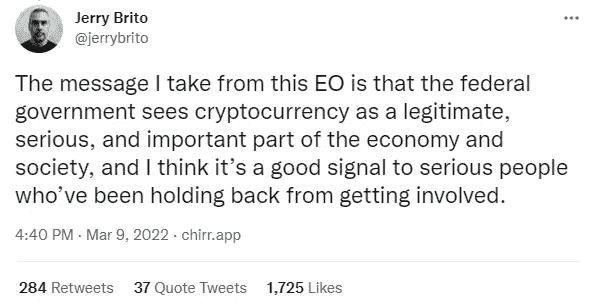 Jerry Brito
@jerrybrito
The message I take from this EO is that the federal
government sees cryptocurrency as a legitimate,
serious, and important part of the economy and
society, and I think it’s a good signal to serious people
who’ve been holding back from getting involved.
4:40 PM · Mar 9, 2022 · chirr.app
284 Retweets 37 Quote Tweets 1,725 Likes